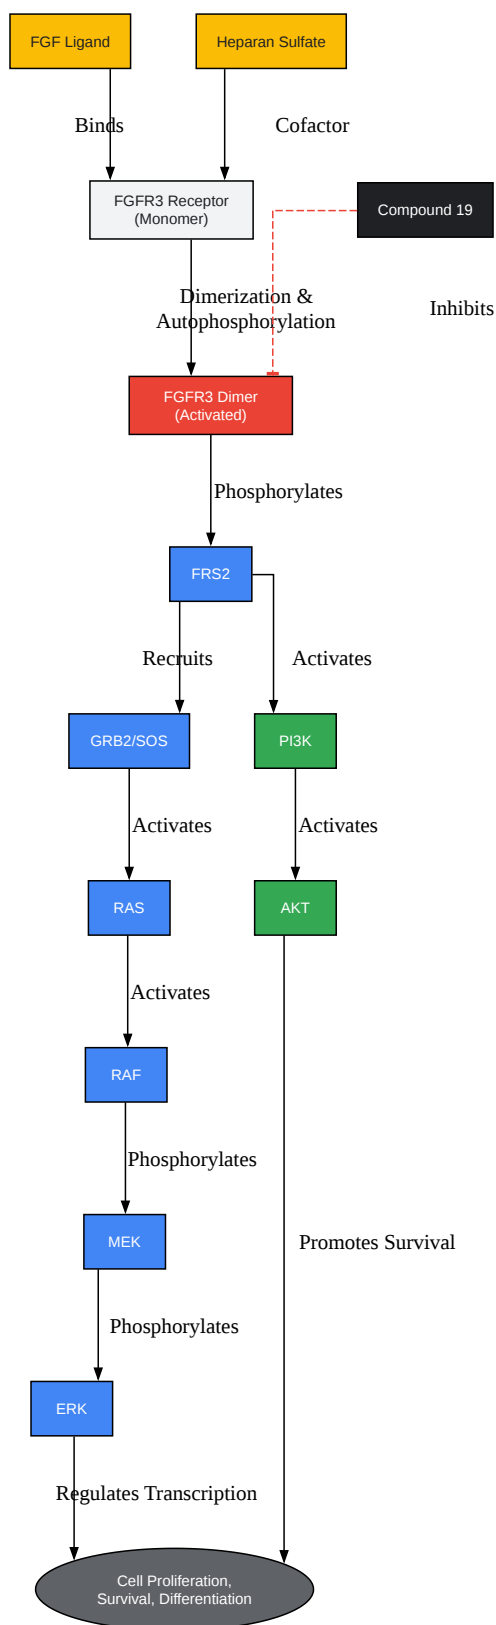 FGF Ligand
Heparan Sulfate
Binds
Cofactor
FGFR3 Receptor
(Monomer)
Compound 19
Dimerization &
Autophosphorylation
Inhibits
FGFR3 Dimer
(Activated)
Phosphorylates
FRS2
Recruits
Activates
GRB2/SOS
PI3K
Activates
Activates
RAS
AKT
Activates
RAF
Phosphorylates
MEK
Promotes Survival
Phosphorylates
ERK
Regulates Transcription
Cell Proliferation,
Survival, Differentiation